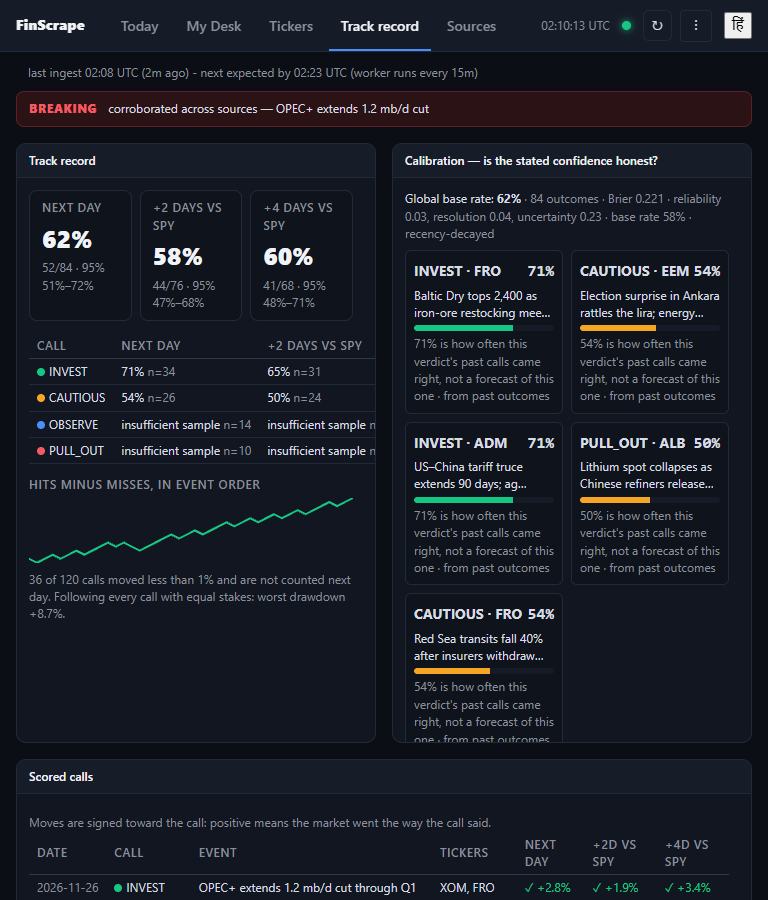 FinScrape
Today
My Desk
Tickers
Track record
Sources
02:10:13 UTC
हिं
last ingest 02:08 UTC (2m ago) - next expected by 02:23 UTC (worker runs every 15m)
BREAKING corroborated across sources — OPEC+ extends 1.2 mb/d cut
Track record
NEXT DAY
62%
52/84 · 95%
51%–72%
+2 DAYS VS
SPY
58%
44/76 · 95%
47%–68%
+4 DAYS VS
SPY
60%
41/68 · 95%
48%–71%
CALL NEXT DAY +2 DAYS VS SPY
INVEST 71% n=34 65% n=31
CAUTIOUS 54% n=26 50% n=24
OBSERVE insufficient sample n=14 insufficient sample n
PULL_OUT insufficient sample n=10 insufficient sample n
HITS MINUS MISSES, IN EVENT ORDER
36 of 120 calls moved less than 1% and are not counted next
day. Following every call with equal stakes: worst drawdown
+8.7%.
Calibration — is the stated confidence honest?
Global base rate: 62% · 84 outcomes · Brier 0.221 · reliability
0.03, resolution 0.04, uncertainty 0.23 · base rate 58% ·
recency-decayed
INVEST · FRO 71%
Baltic Dry tops 2,400 as
iron-ore restocking mee...
71% is how often this
verdict's past calls came
right, not a forecast of this
one · from past outcomes
CAUTIOUS · EEM 54%
Election surprise in Ankara
rattles the lira; energy...
54% is how often this
verdict's past calls came
right, not a forecast of this
one · from past outcomes
INVEST · ADM 71%
US–China tariff truce
extends 90 days; ag...
71% is how often this
verdict's past calls came
right, not a forecast of this
one · from past outcomes
PULL_OUT · ALB 50%
Lithium spot collapses as
Chinese refiners release...
50% is how often this
verdict's past calls came
right, not a forecast of this
one · from past outcomes
CAUTIOUS · FRO 54%
Red Sea transits fall 40%
after insurers withdraw...
54% is how often this
verdict's past calls came
right, not a forecast of this
one · from past outcomes
Scored calls
Moves are signed toward the call: positive means the market went the way the call said.
DATE CALL EVENT TICKERS NEXT DAY +2D VS SPY +4D VS SPY
2026-11-26 INVEST OPEC+ extends 1.2 mb/d cut through Q1 XOM, FRO ✓ +2.8% ✓ +1.9% ✓ +3.4%